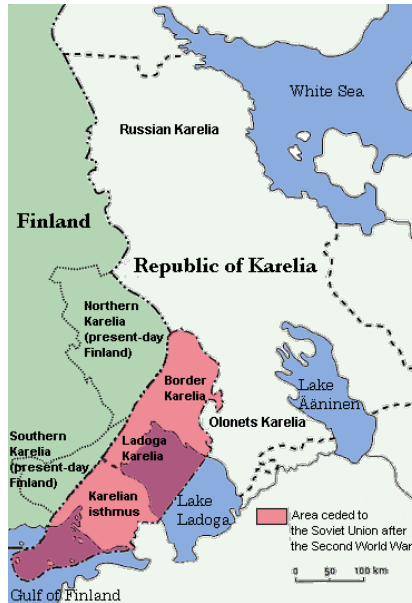 White Sea
Russian Karelia
Finland
Republic of Karelia
Northern
Karelia
(present-day
Finland)
Border
Karelia
Lake
Ääninen
Olonets Karelia
Southern
Karelia
(present-day
Finland)
Ladoga
Karelia
Karelian
isthmus
Lake
Ladoga
Area ceded to
the Soviet Union after
the Second World War
0 50 100 km
Gulf of Finland